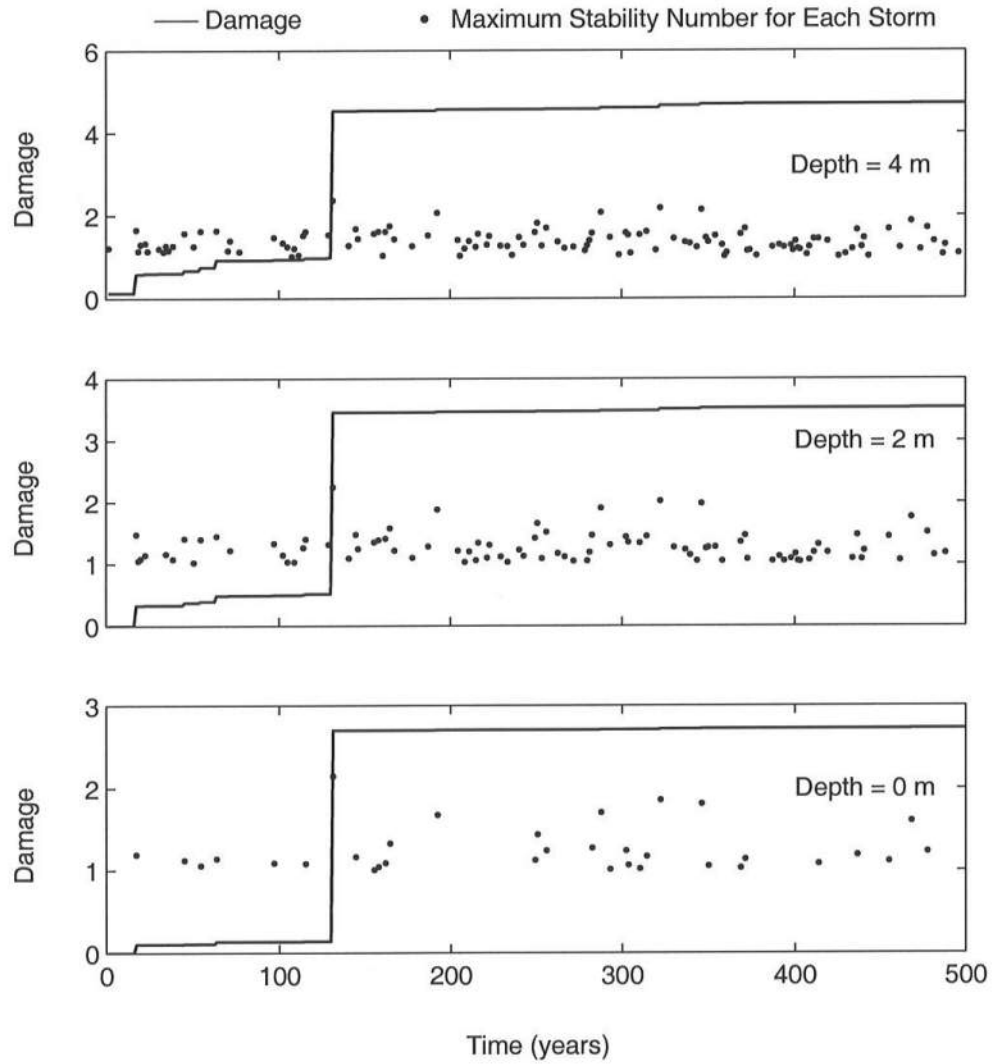 Damage
Maximum Stability Number for Each Storm
6
4
2
0
Damage
Depth = 4 m
4
3
2
1
0
Damage
Depth = 2 m
3
2
1
0
Damage
Depth = 0 m
0
100
200
300
400
500
Time (years)